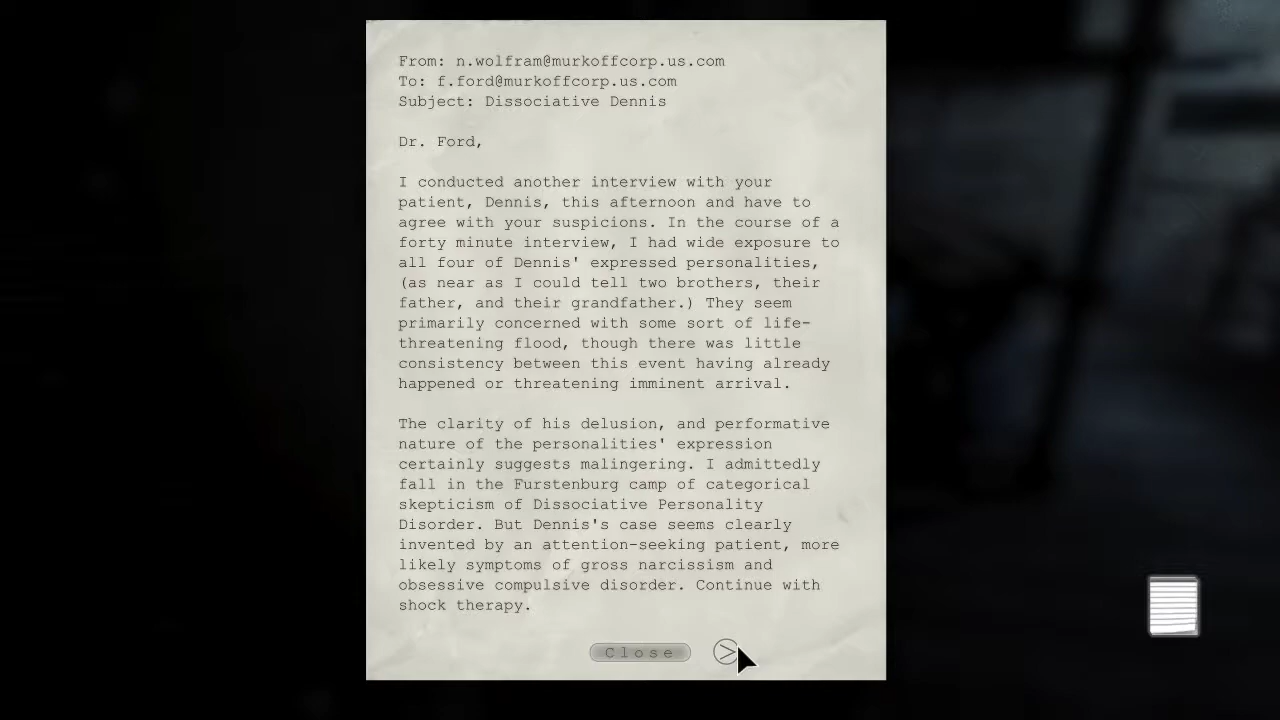 From: n.wolfram@murkoffcorp.us.com
To: f.ford@murkoffcorp.us.com
Subject: Dissociative Dennis
Dr. Ford,
I conducted another interview with your
patient, Dennis, this afternoon and have to
agree with your suspicions. In the course of a
forty minute interview, I had wide exposure to
all four of Dennis' expressed personalities,
(as near as I could tell two brothers, their
father, and their grandfather.) They seem
primarily concerned with some sort of life-
threatening flood, though there was little
consistency between this event having already
happened or threatening imminent arrival.
The clarity of his delusion, and performative
nature of the personalities' expression
certainly suggests malingering. I admittedly
fall in the Furstenburg camp of categorical
skepticism of Dissociative Personality
Disorder. But Dennis's case seems clearly
invented by an attention-seeking patient, more
likely symptoms of gross narcissism and
obsessive compulsive disorder. Continue with
shock therapy.
Close >